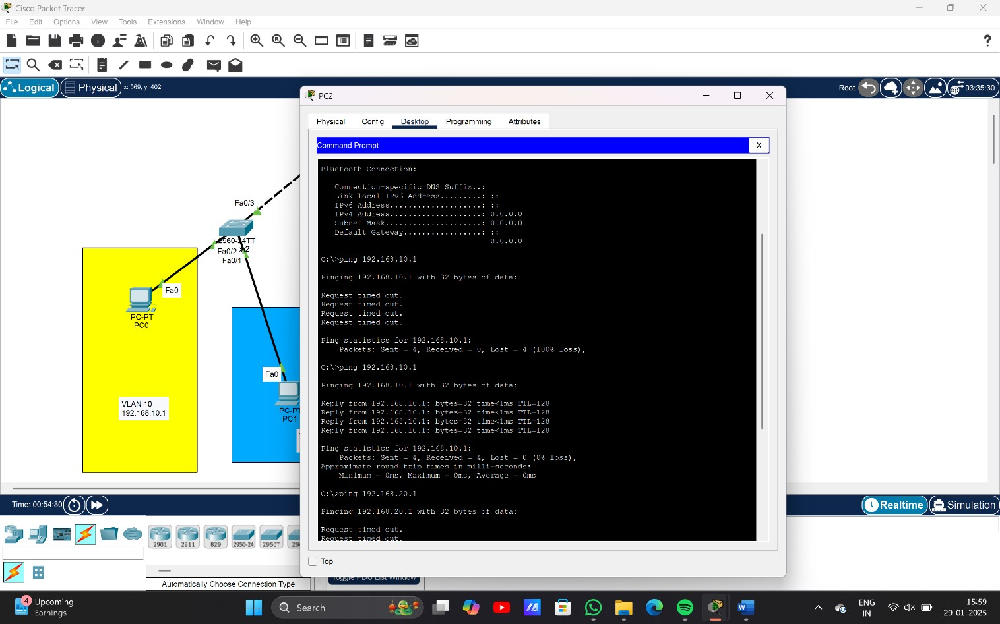 Cisco Packet Tracer
File Edit Options View Tools Extensions Window Help
Logical Physical x: 569, y: 402
Root 03:35:30
PC2
Physical Config Desktop Programming Attributes
Command Prompt X
Bluetooth Connection:
Connection-specific DNS Suffix..:
Link-local IPv6 Address.........: ::
IPv6 Address....................: ::
IPv4 Address....................: 0.0.0.0
Subnet Mask.....................: 0.0.0.0
Default Gateway.................: ::
0.0.0.0
C:\>ping 192.168.10.1
Pinging 192.168.10.1 with 32 bytes of data:
Request timed out.
Request timed out.
Request timed out.
Request timed out.
Ping statistics for 192.168.10.1:
Packets: Sent = 4, Received = 0, Lost = 4 (100% loss),
C:\>ping 192.168.10.1
Pinging 192.168.10.1 with 32 bytes of data:
Reply from 192.168.10.1: bytes=32 time<1ms TTL=128
Reply from 192.168.10.1: bytes=32 time<1ms TTL=128
Reply from 192.168.10.1: bytes=32 time<1ms TTL=128
Reply from 192.168.10.1: bytes=32 time<1ms TTL=128
Ping statistics for 192.168.10.1:
Packets: Sent = 4, Received = 4, Lost = 0 (0% loss),
Approximate round trip times in milli-seconds:
Minimum = 0ms, Maximum = 0ms, Average = 0ms
C:\>ping 192.168.20.1
Pinging 192.168.20.1 with 32 bytes of data:
Request timed out.
Request timed out.
Top
Fa0/3
2960-24TT
Fa0/2
Fa0/1
Fa0
PC-PT
PC0
VLAN 10
192.168.10.1
Fa0
PC-PT
PC1
Time: 00:54:30
Realtime Simulation
2901 2911 829 2950-24 2950T
Automatically Choose Connection Type
Toggle PDU List Window
4 Upcoming
Earnings
Search
ENG
IN
15:59
29-01-2025